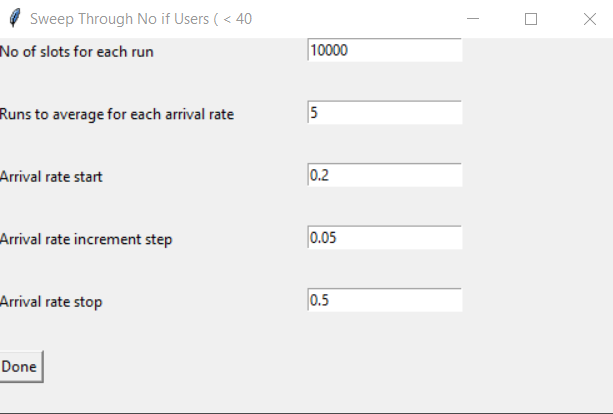 Sweep Through No if Users ( < 40
No of slots for each run 10000
Runs to average for each arrival rate 5
Arrival rate start 0.2
Arrival rate increment step 0.05
Arrival rate stop 0.5
Done